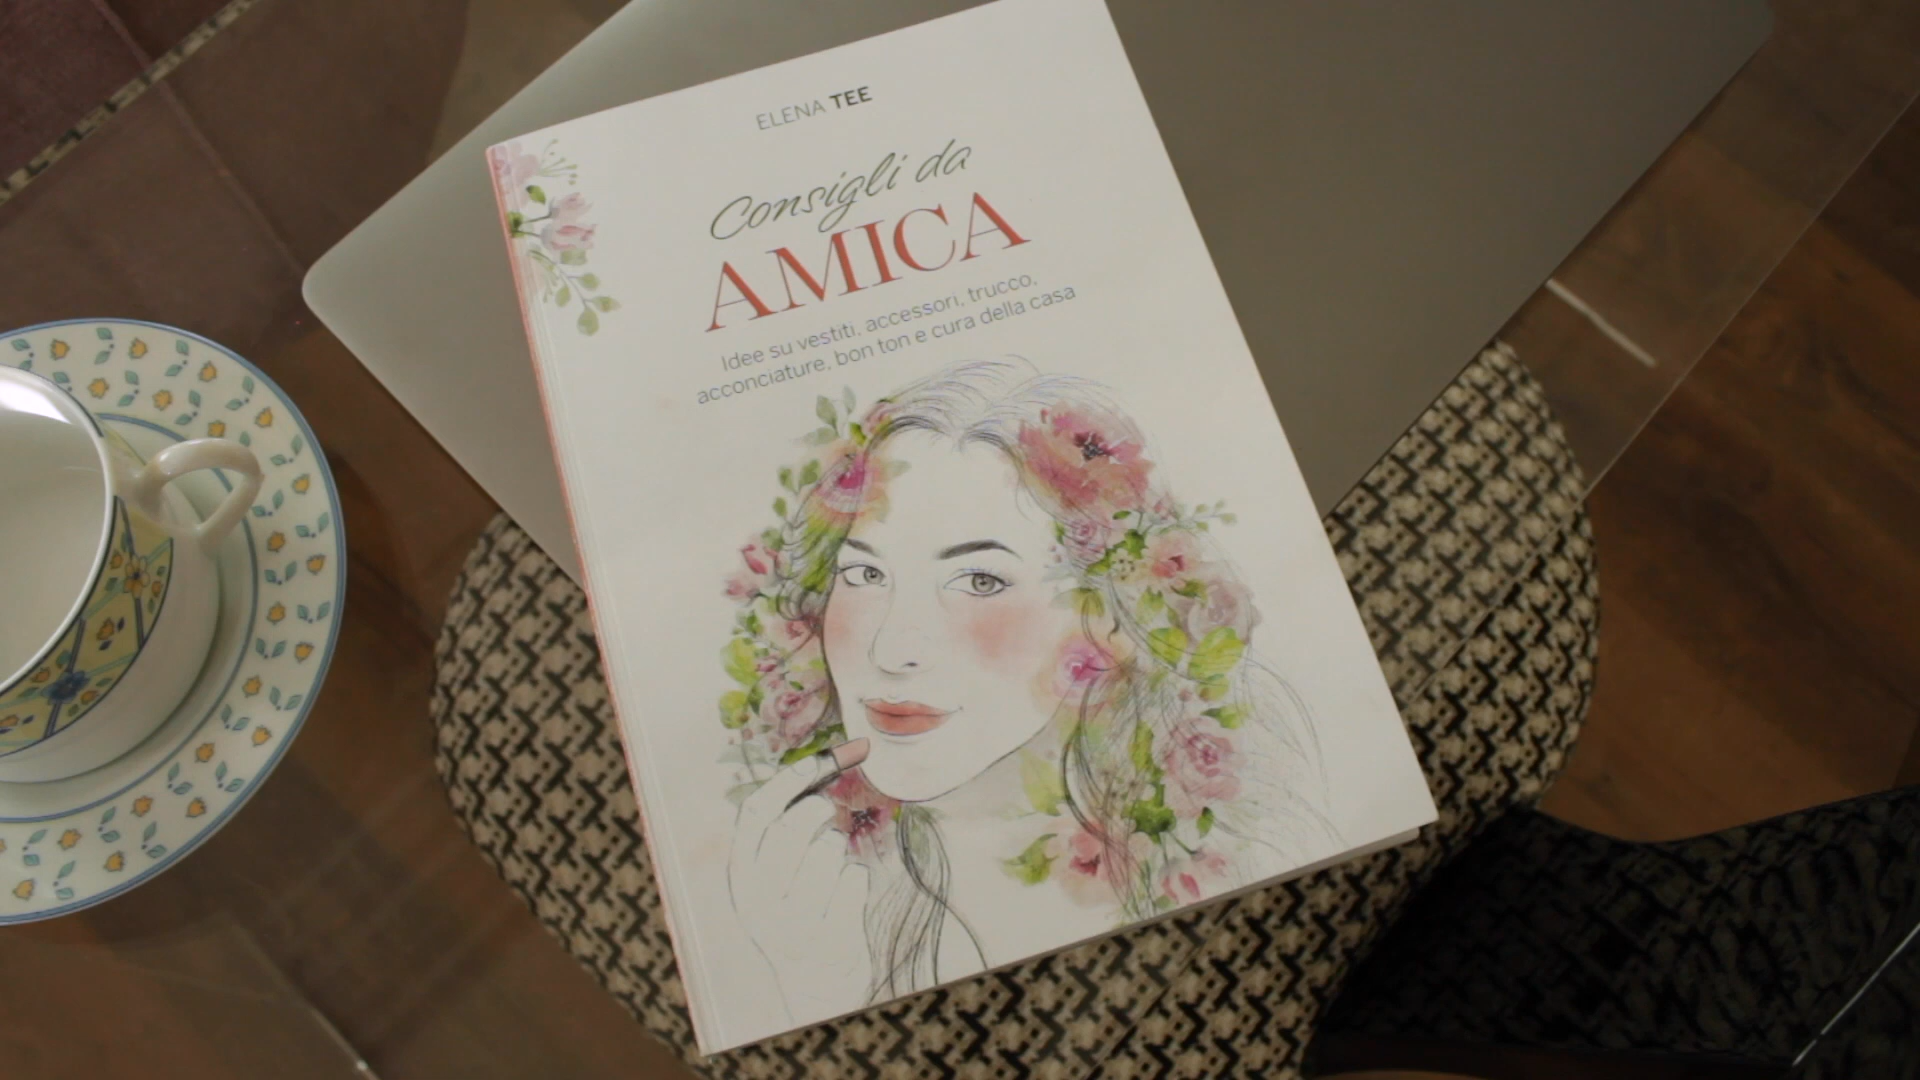 ELENA TEE
Consigli da
AMICA
Idee su vestiti, accessori, trucco,
acconciature, bon ton e cura della casa